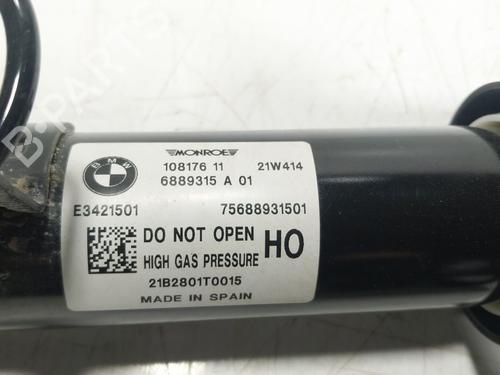 BMW
MONROE
108176 11 21W414
6889315 A 01
E3421501 75688931501
DO NOT OPEN
HIGH GAS PRESSURE
HO
21B2801T0015
MADE IN SPAIN
B-PARTS